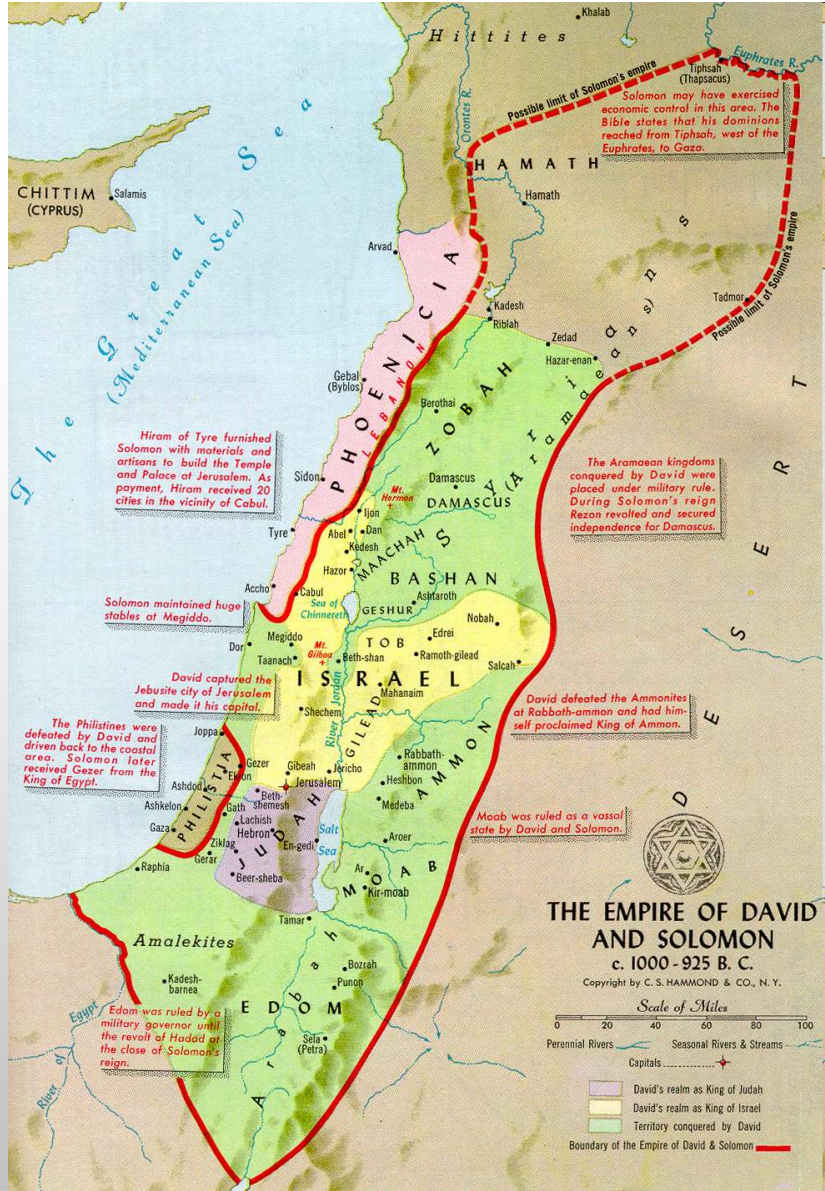 Khalab
Hittites
Euphrates R.
Tiphsah
(Thapsacus)
Possible limit of Solomon's empire
Orontes R.
Solomon may have exercised
economic control in this area. The
Bible states that his dominions
reached from Tiphsah, west of the
Euphrates, to Gaza.
HAMATH
CHITTIM
(CYPRUS)
Salamis
Hamath
The Great Sea
(Mediterranean Sea)
Arvad
Possible limit of Solomon's empire
Tadmor
Kadesh
Riblah
Zedad
Hazar-enan
PHOENICIA
LEBANON
Gebal
(Byblos)
Berothai
ZOBAH
Syria
(Aramaeans)
DESERT
Hiram of Tyre furnished
Solomon with materials and
artisans to build the Temple
and Palace at Jerusalem. As
payment, Hiram received 20
cities in the vicinity of Cabul.
The Aramaean kingdoms
conquered by David were
placed under military rule.
During Solomon's reign
Rezon revolted and secured
independence for Damascus.
Sidon
Mt.
Hermon
Damascus
DAMASCUS
Ijon
Tyre
Abel
Dan
Kedesh
MAACHAH
Hazor
BASHAN
Accho
Cabul
Sea of
Chinnereth
Ashtaroth
GESHUR
Solomon maintained huge
stables at Megiddo.
Nobah
Dor
Megiddo
TOB
Edrei
Taanach
Mt.
Gilboa
Beth-shan
Ramoth-gilead
Salcah
ISRAEL
David captured the
Jebusite city of Jerusalem
and made it his capital.
Mahanaim
River Jordan
GILEAD
Shechem
David defeated the Ammonites
at Rabbath-ammon and had him-
self proclaimed King of Ammon.
The Philistines were
defeated by David and
driven back to the coastal
area. Solomon later
received Gezer from the
King of Egypt.
Joppa
Gezer
Gibeah
Jericho
Rabbath-
ammon
AMMON
Ekron
Ashdod
Jerusalem
Heshbon
PHILISTIA
Beth-
shemesh
Medeba
Ashkelon
Gath
Lachish
Hebron
Salt
Sea
Moab was ruled as a vassal
state by David and Solomon.
Gaza
Ziklag
JUDAH
En-gedi
Aroer
Gerar
Raphia
Beer-sheba
Ar
MOAB
Kir-moab
Tamar
Amalekites
Kadesh-
barnea
Bozrah
Punon
EDOM
Arabah
Sela
(Petra)
River of Egypt
Edom was ruled by a
military governor until
the revolt of Hadad at
the close of Solomon's
reign.
THE EMPIRE OF DAVID
AND SOLOMON
c. 1000-925 B. C.
Copyright by C. S. HAMMOND & CO., N. Y.
Scale of Miles
0 20 40 60 80 100
Perennial Rivers Seasonal Rivers & Streams
Capitals
David's realm as King of Judah
David's realm as King of Israel
Territory conquered by David
Boundary of the Empire of David & Solomon